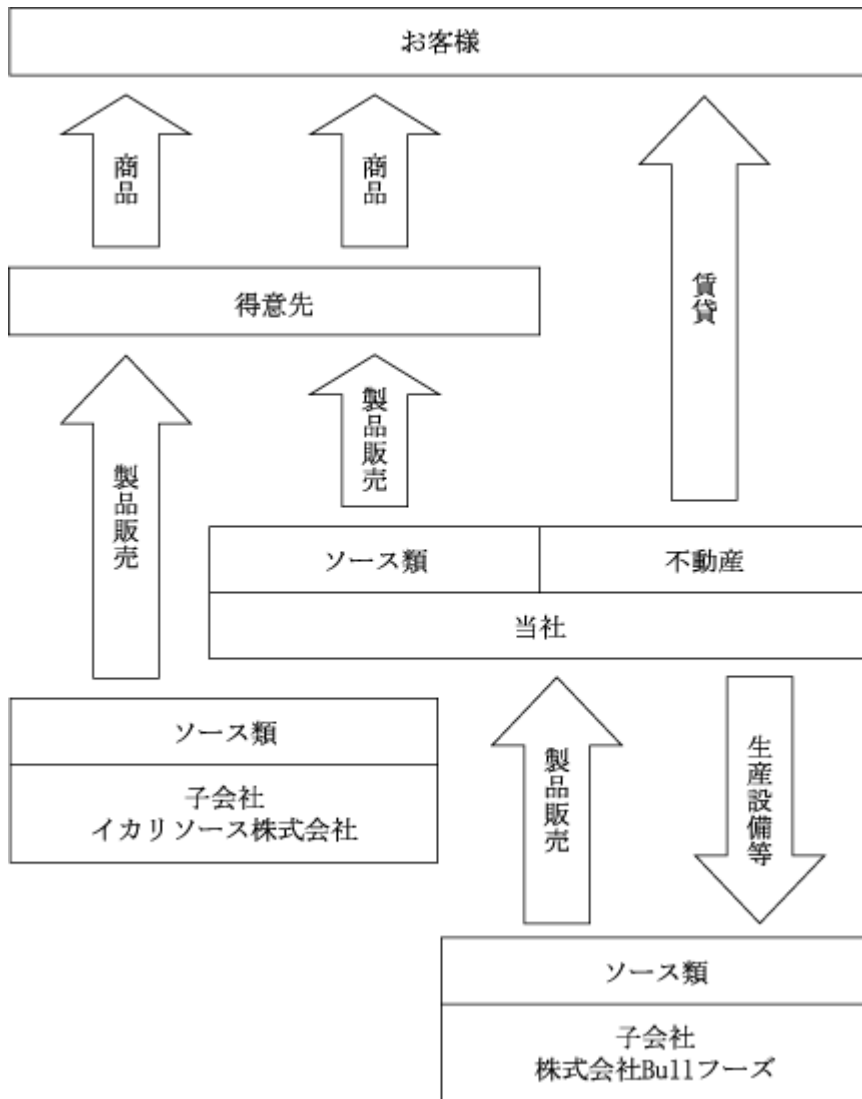 お客様
商品
商品
賃貸
得意先
製品販売
製品販売
ソース類
不動産
当社
ソース類
子会社
イカリソース株式会社
製品販売
生産設備等
ソース類
子会社
株式会社Bullフーズ